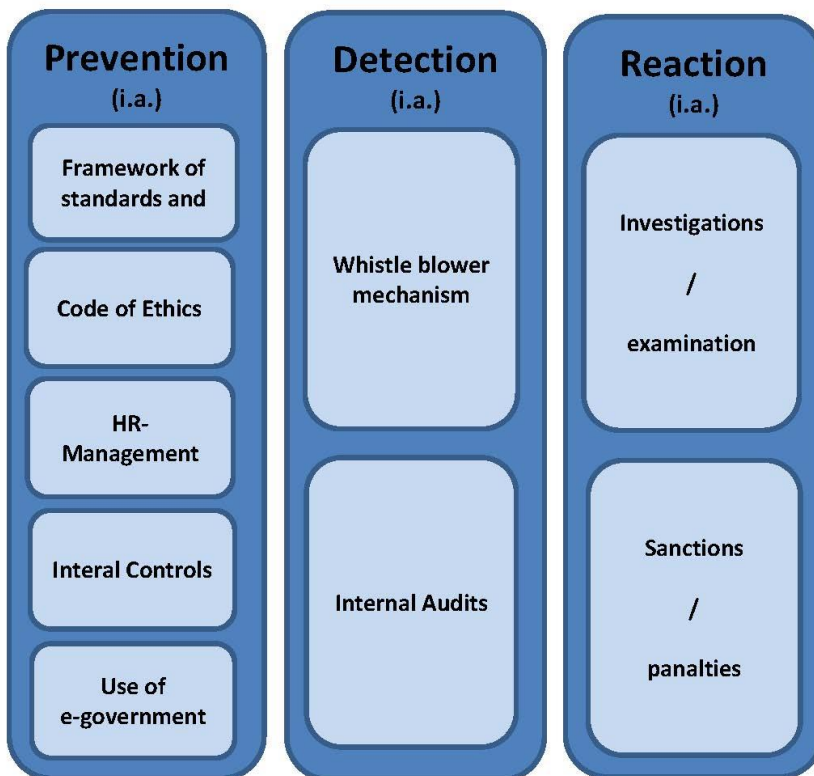 Prevention
(i.a.)
Framework of
standards and
Code of Ethics
HR-
Management
Interal Controls
Use of
e-government
Detection
(i.a.)
Whistle blower
mechanism
Internal Audits
Reaction
(i.a.)
Investigations
/
examination
Sanctions
/
panalties